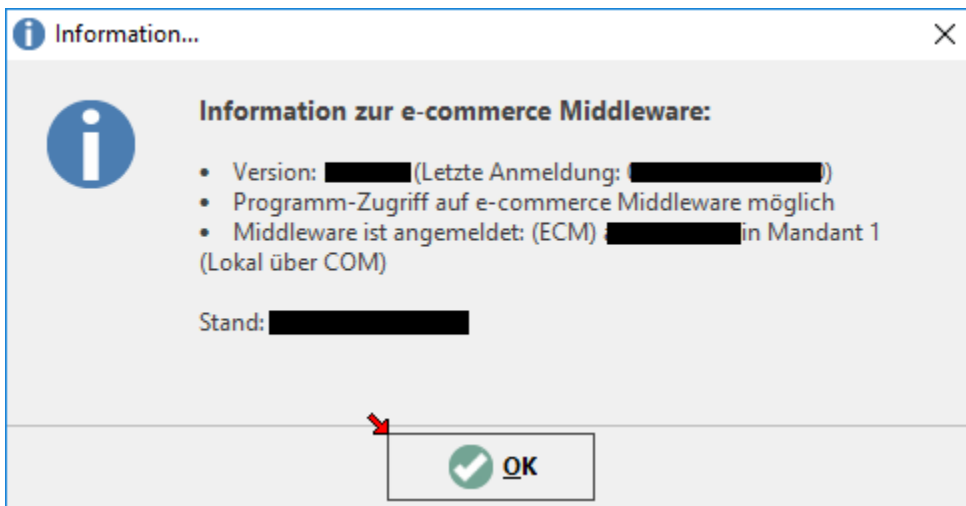 Information...
Information zur e-commerce Middleware:
• Version: (Letzte Anmeldung: )
• Programm-Zugriff auf e-commerce Middleware möglich
• Middleware ist angemeldet: (ECM) in Mandant 1
(Lokal über COM)
Stand:
OK